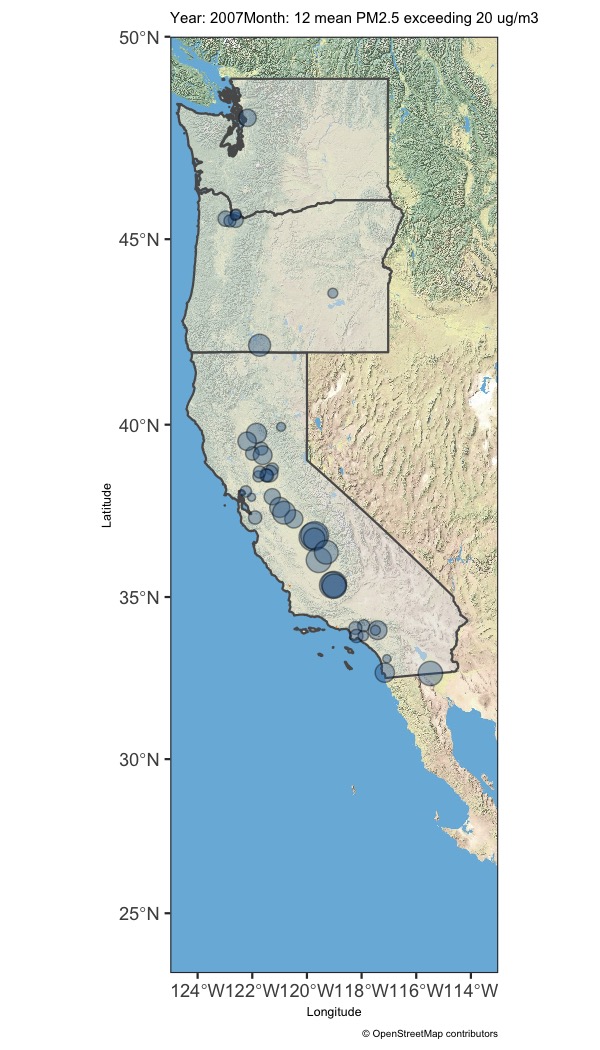 Year: 2007Month: 12 mean PM2.5 exceeding 20 ug/m3
50°N
45°N
40°N
35°N
30°N
25°N
Latitude
124°W122°W120°W118°W116°W114°W
Longitude
© OpenStreetMap contributors